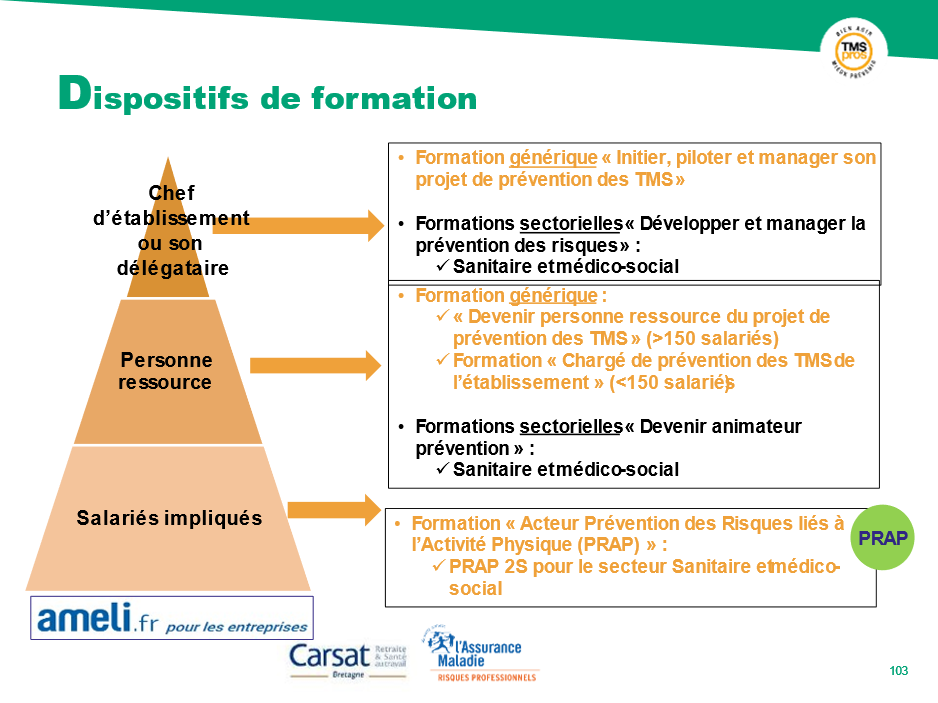 BIEN AGIR
TMS
pros
MIEUX PRÉVENIR
Dispositifs de formation
Chef
d’établissement
ou son
délégataire
• Formation générique « Initier, piloter et manager son
projet de prévention des TMS »
• Formations sectorielles « Développer et manager la
prévention des risques » :
✓ Sanitaire et médico-social
Personne
ressource
• Formation générique :
✓ « Devenir personne ressource du projet de
prévention des TMS » (>150 salariés)
✓ Formation « Chargé de prévention des TMS de
l’établissement » (<150 salariés)
• Formations sectorielles « Devenir animateur
prévention » :
✓ Sanitaire et médico-social
Salariés impliqués
• Formation « Acteur Prévention des Risques liés à
l’Activité Physique (PRAP) » :
✓ PRAP 2S pour le secteur Sanitaire et médico-
social
PRAP
ameli.fr pour les entreprises
Carsat Retraite
& Santé
au travail
Bretagne
l’Assurance
Maladie
RISQUES PROFESSIONNELS
103